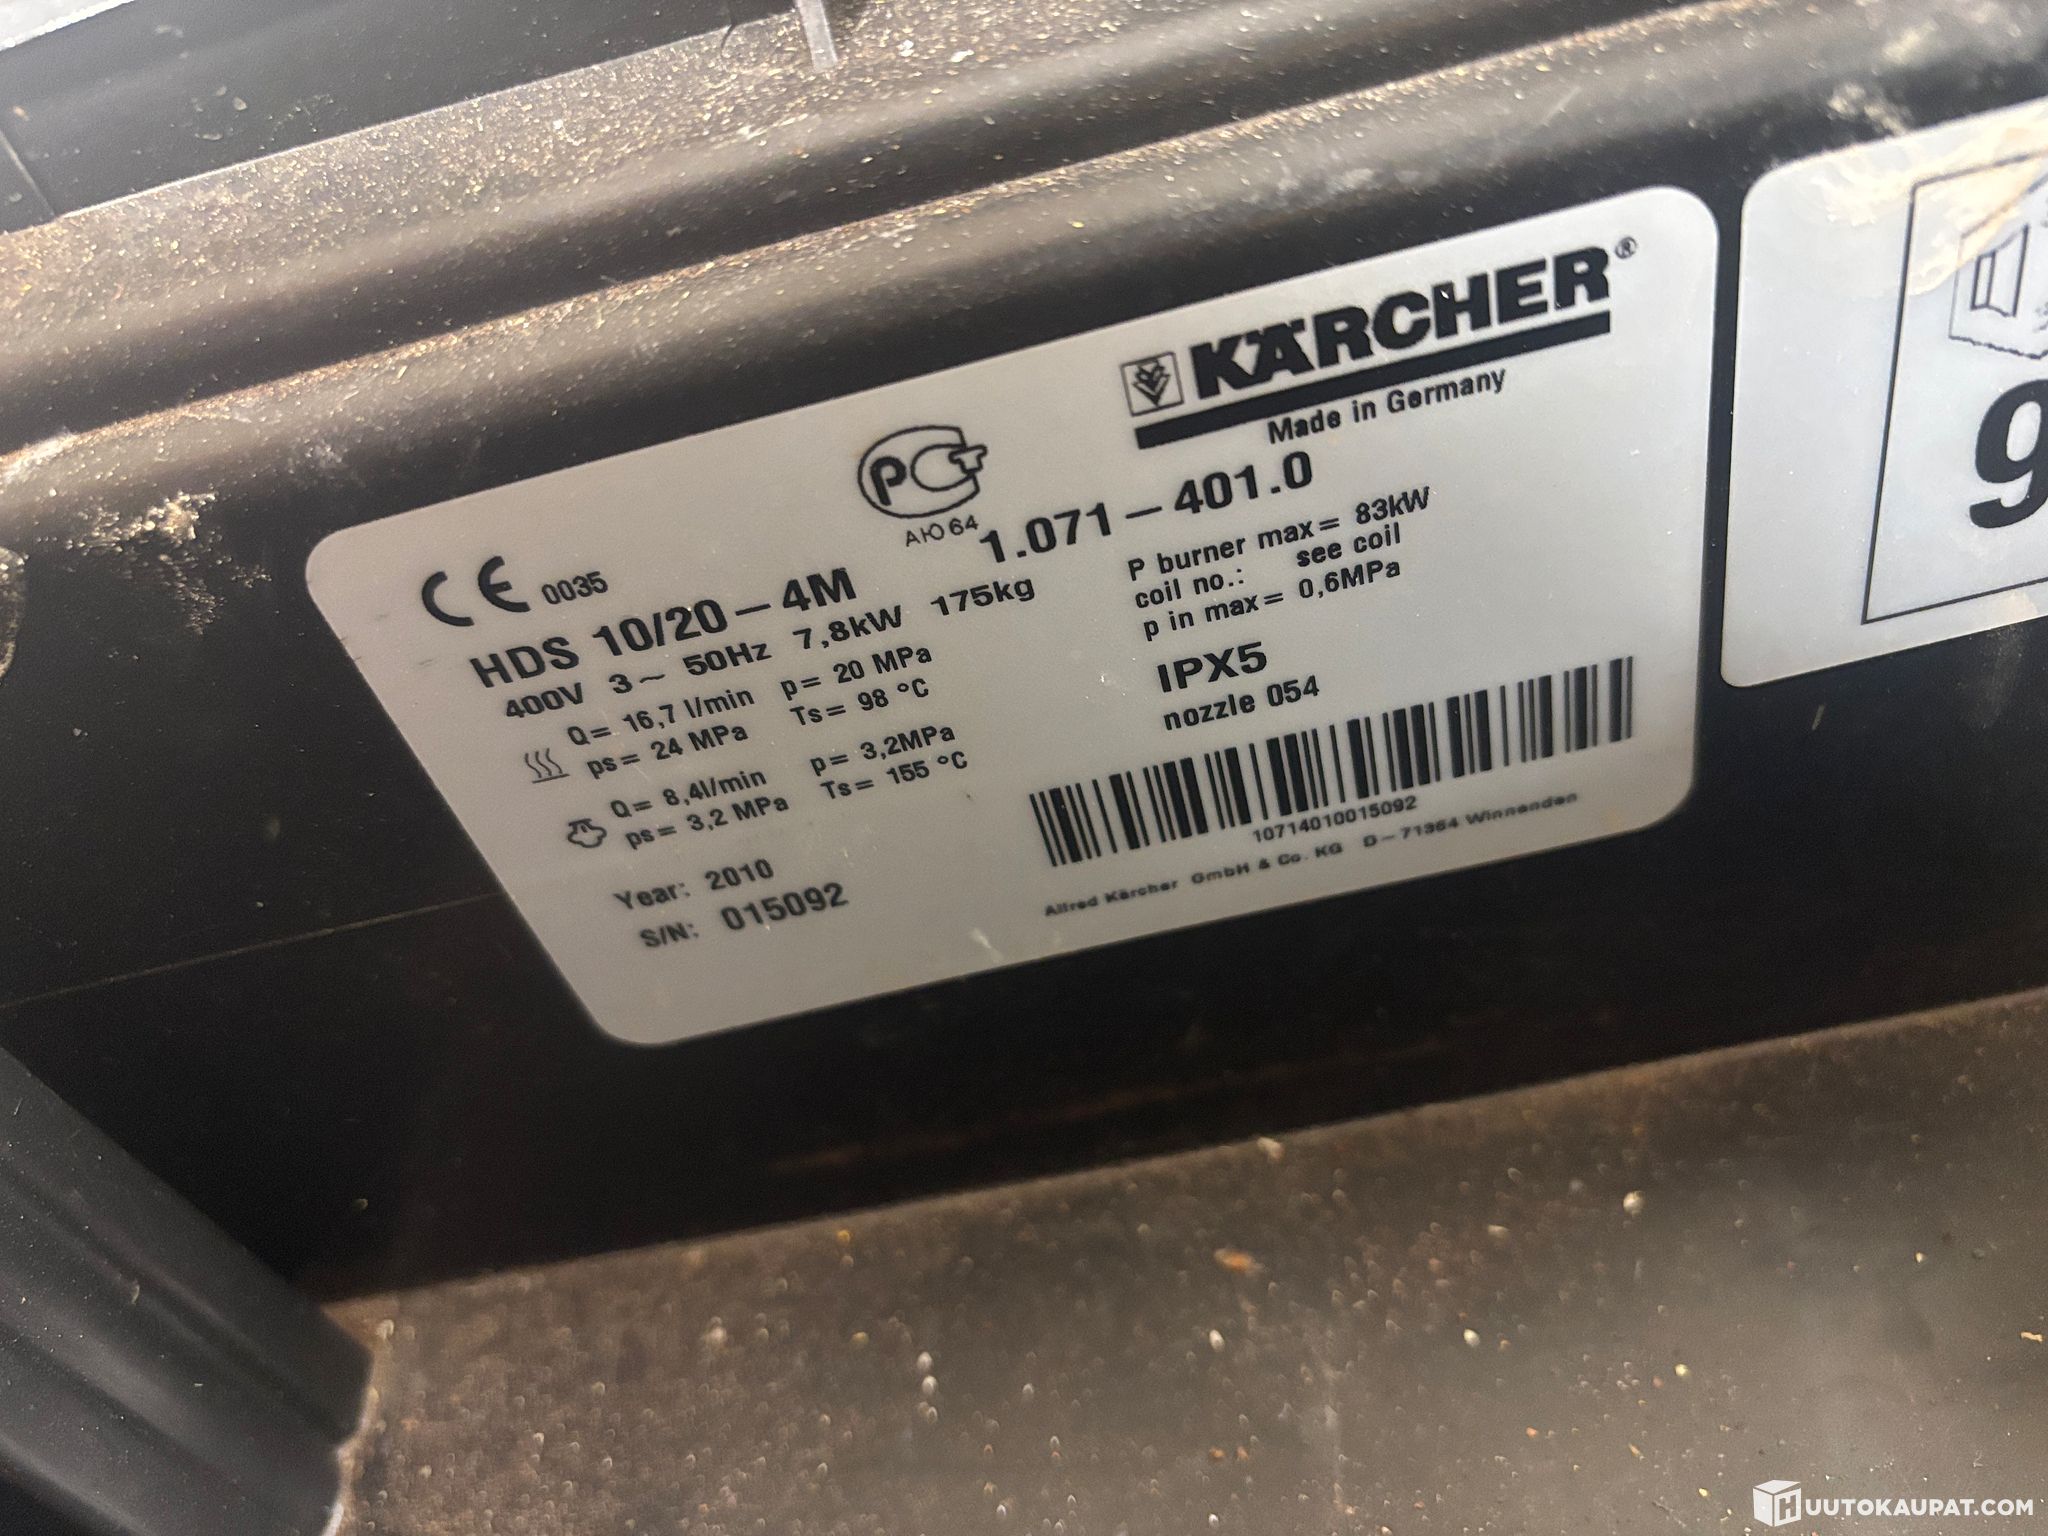 KÄRCHER®
Made in Germany
PCT
АЮ64
CE 0035
HDS 10/20-4M 1.071-401.0
400V 3~ 50Hz 7,8kW 175kg
Q= 16,7 l/min p= 20 MPa
ps= 24 MPa Ts= 98 °C
Q= 8,4l/min p= 3,2MPa
ps= 3,2 MPa Ts= 155 °C
Year: 2010
S/N: 015092
P burner max= 83kW
coil no.: see coil
p in max= 0,6MPa
IPX5
nozzle 054
10714010015092
Alfred Kärcher GmbH & Co. KG D-71364 Winnenden
9
HUUTOKAUPAT.COM